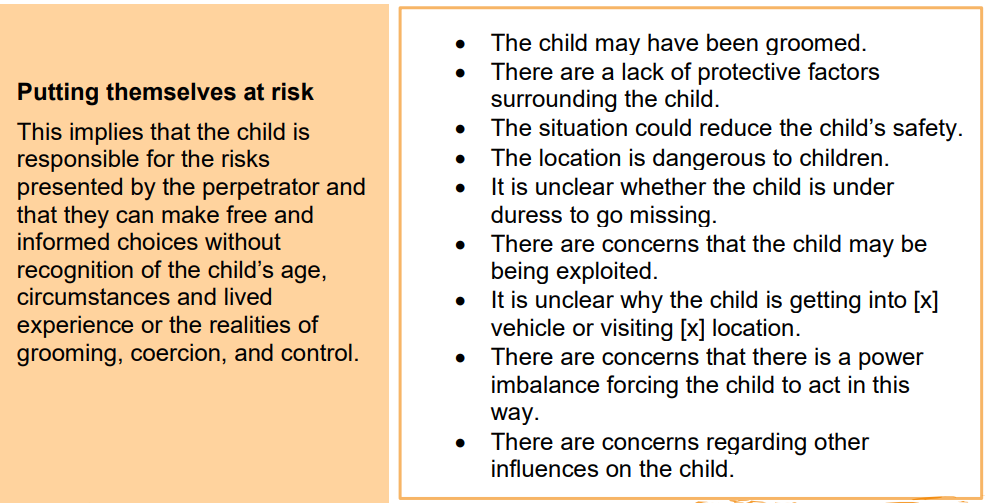 Putting themselves at risk
This implies that the child is
responsible for the risks
presented by the perpetrator and
that they can make free and
informed choices without
recognition of the child’s age,
circumstances and lived
experience or the realities of
grooming, coercion, and control.
• The child may have been groomed.
• There are a lack of protective factors
surrounding the child.
• The situation could reduce the child’s safety.
• The location is dangerous to children.
• It is unclear whether the child is under
duress to go missing.
• There are concerns that the child may be
being exploited.
• It is unclear why the child is getting into [x]
vehicle or visiting [x] location.
• There are concerns that there is a power
imbalance forcing the child to act in this
way.
• There are concerns regarding other
influences on the child.